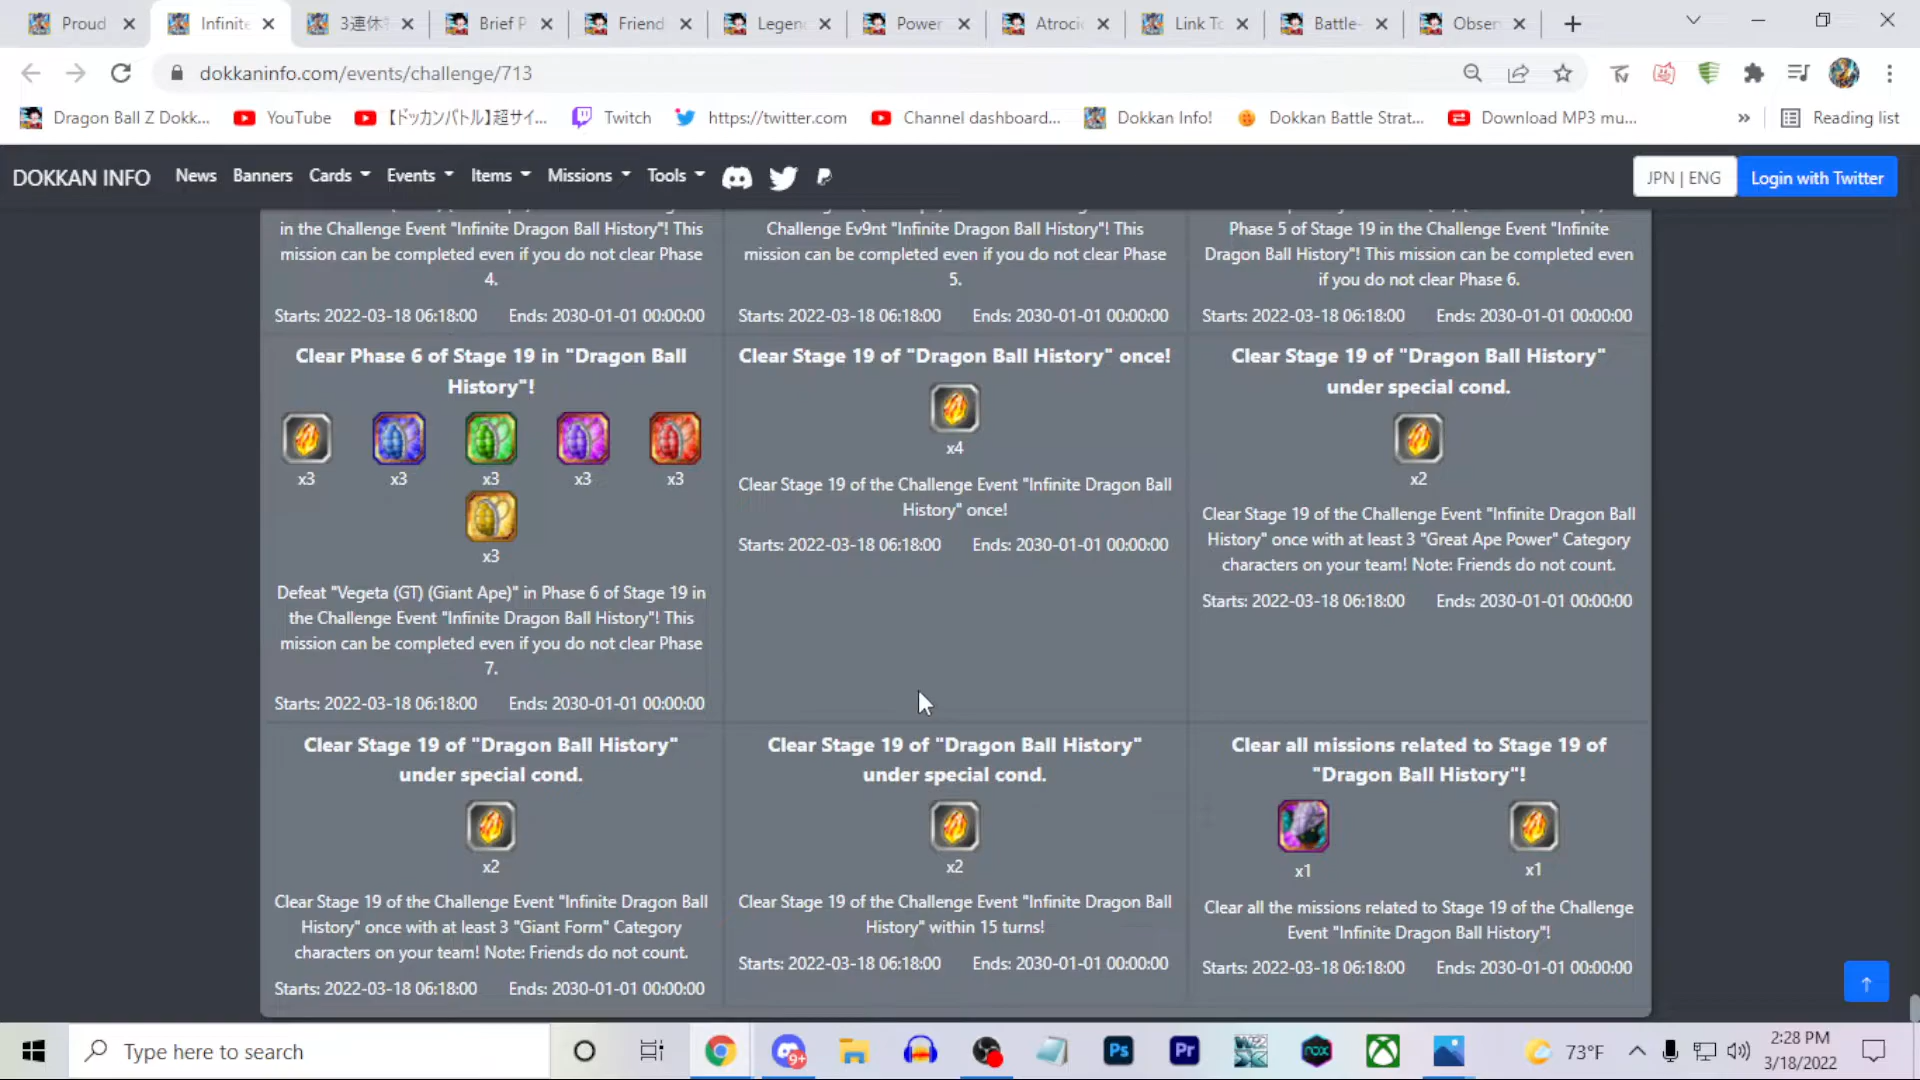 Proud
Infinite
3連休
Brief P
Friend
Legen
Power
Atroci
Link To
Battle-
Obser
dokkaninfo.com/events/challenge/713
Dragon Ball Z Dokk...
YouTube
【ドッカンバトル】超サイ...
Twitch
https://twitter.com
Channel dashboard...
Dokkan Info!
Dokkan Battle Strat...
Download MP3 mu...
»
Reading list
DOKKAN INFO
News
Banners
Cards
Events
Items
Missions
Tools
JPN | ENG
Login with Twitter
in the Challenge Event "Infinite Dragon Ball History"! This
mission can be completed even if you do not clear Phase
4.
Starts: 2022-03-18 06:18:00 Ends: 2030-01-01 00:00:00
Challenge Ev9nt "Infinite Dragon Ball History"! This
mission can be completed even if you do not clear Phase
5.
Starts: 2022-03-18 06:18:00 Ends: 2030-01-01 00:00:00
Phase 5 of Stage 19 in the Challenge Event "Infinite
Dragon Ball History"! This mission can be completed even
if you do not clear Phase 6.
Starts: 2022-03-18 06:18:00 Ends: 2030-01-01 00:00:00
Clear Phase 6 of Stage 19 in "Dragon Ball
History"!
x3 x3 x3 x3 x3
x3
Defeat "Vegeta (GT) (Giant Ape)" in Phase 6 of Stage 19 in
the Challenge Event "Infinite Dragon Ball History"! This
mission can be completed even if you do not clear Phase
7.
Starts: 2022-03-18 06:18:00 Ends: 2030-01-01 00:00:00
Clear Stage 19 of "Dragon Ball History" once!
x4
Clear Stage 19 of the Challenge Event "Infinite Dragon Ball
History" once!
Starts: 2022-03-18 06:18:00 Ends: 2030-01-01 00:00:00
Clear Stage 19 of "Dragon Ball History"
under special cond.
x2
Clear Stage 19 of the Challenge Event "Infinite Dragon Ball
History" once with at least 3 "Great Ape Power" Category
characters on your team! Note: Friends do not count.
Starts: 2022-03-18 06:18:00 Ends: 2030-01-01 00:00:00
Clear Stage 19 of "Dragon Ball History"
under special cond.
x2
Clear Stage 19 of the Challenge Event "Infinite Dragon Ball
History" once with at least 3 "Giant Form" Category
characters on your team! Note: Friends do not count.
Starts: 2022-03-18 06:18:00 Ends: 2030-01-01 00:00:00
Clear Stage 19 of "Dragon Ball History"
under special cond.
x2
Clear Stage 19 of the Challenge Event "Infinite Dragon Ball
History" within 15 turns!
Starts: 2022-03-18 06:18:00 Ends: 2030-01-01 00:00:00
Clear all missions related to Stage 19 of
"Dragon Ball History"!
x1 x1
Clear all the missions related to Stage 19 of the Challenge
Event "Infinite Dragon Ball History"!
Starts: 2022-03-18 06:18:00 Ends: 2030-01-01 00:00:00
Type here to search
9+
Ps
Pr
nox
73°F
2:28 PM
3/18/2022